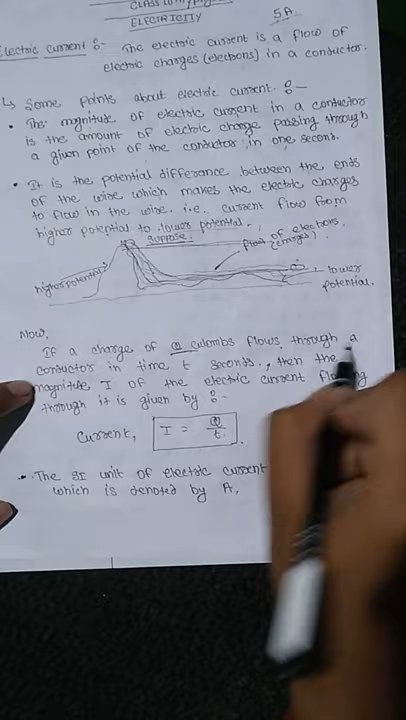 CLASS
ELECTRICITY
5A.
Electric current :- The electric current is a flow of
electric charges (electrons) in a conductor.
↳ Some points about electric current :-
• The magnitude of electric current in a conductor
is the amount of electric charge passing through
a given point of the conductor in one second.
• It is the potential difference between the ends
of the wire which makes the electric charges
to flow in the wire. i.e. current flow from
higher potential to lower potential.
suppose.
flow of electrons
(charges).
higher potential
lower
potential.
Now,
If a charge of Q culombs flows through a
conductor in time t seconds., then the
magnitude I of the electric current
through it is given by :-
Current, I = Q/t.
• The SI unit of electric current
which is denoted by A,